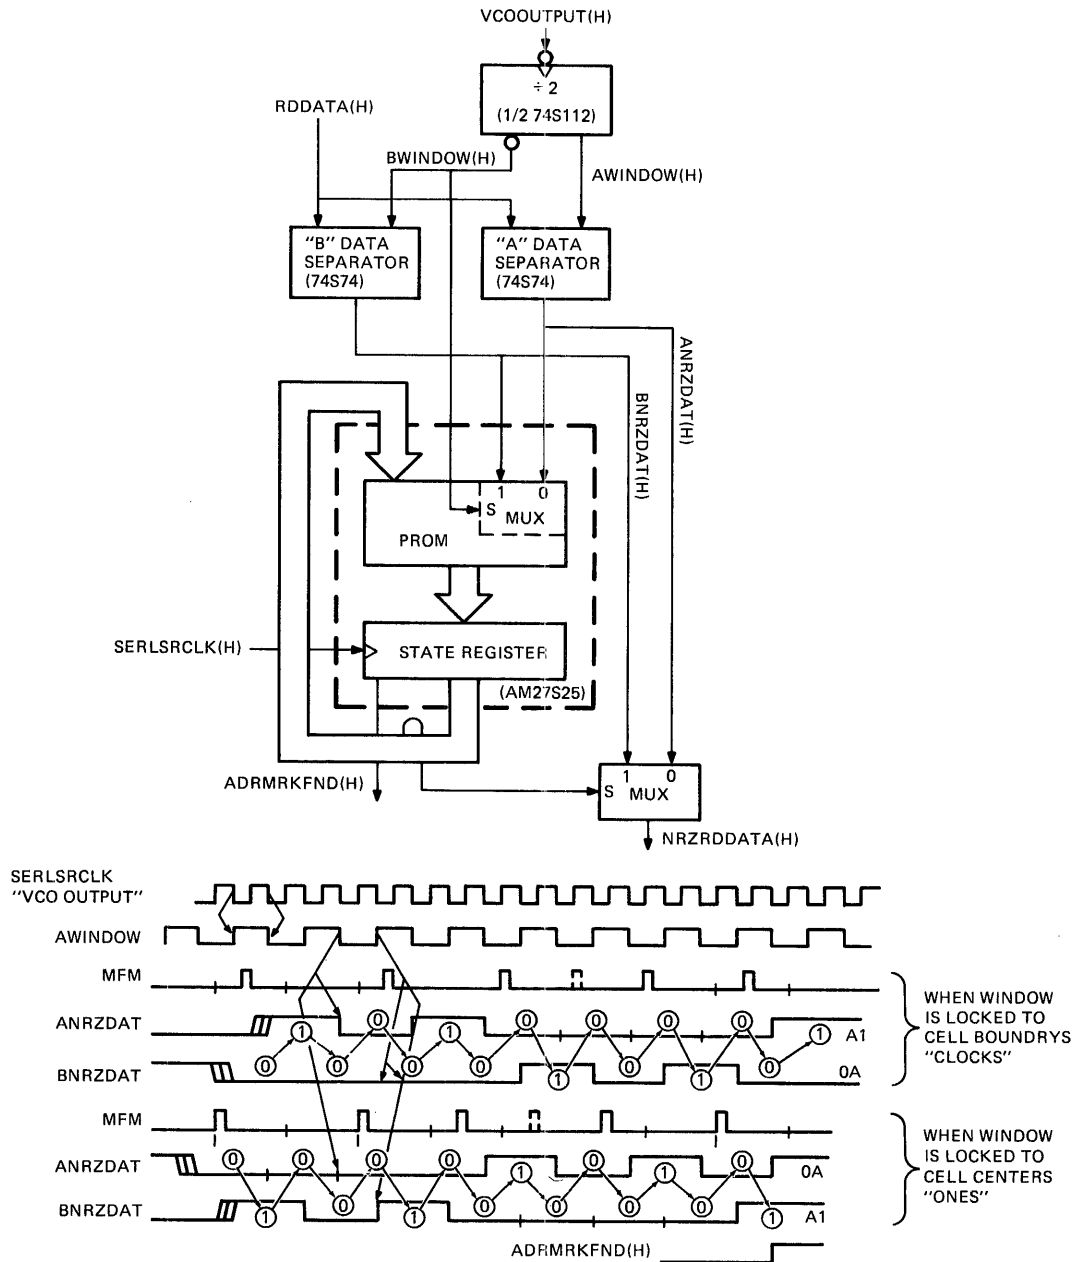 VCOOUTPUT(H)
÷ 2
(1/2 74S112)
RDDATA(H)
BWINDOW(H)
AWINDOW(H)
"B" DATA
SEPARATOR
(74S74)
"A" DATA
SEPARATOR
(74S74)
ANRZDAT(H)
BNRZDAT(H)
1 0
S MUX
PROM
SERLSRCLK(H)
STATE REGISTER
(AM27S25)
ADRMRKFND(H)
1 0
S MUX
NRZRDDATA(H)
SERLSRCLK
"VCO OUTPUT"
AWINDOW
MFM
ANRZDAT
1 0 1 0 0 0 0 1 A1
BNRZDAT
0 0 0 0 1 0 1 0 0A
WHEN WINDOW
IS LOCKED TO
CELL BOUNDRYS
"CLOCKS"
MFM
ANRZDAT
0 0 0 0 1 0 1 0 0A
BNRZDAT
1 0 1 0 0 0 0 1 A1
WHEN WINDOW
IS LOCKED TO
CELL CENTERS
"ONES"
ADRMRKFND(H)